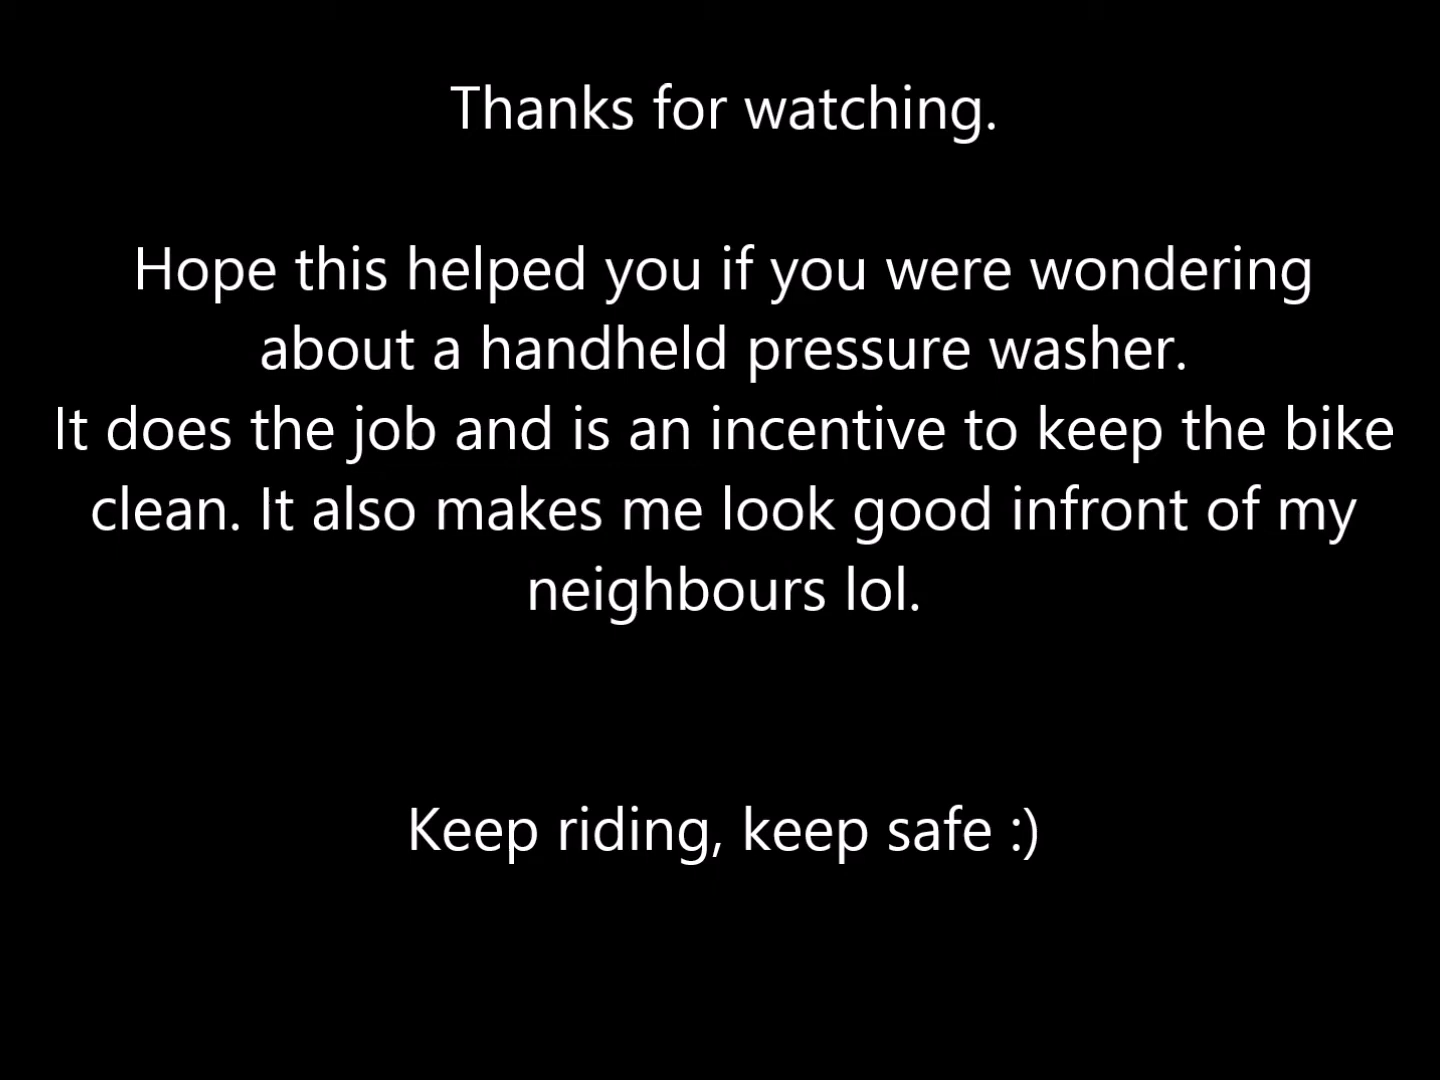 Thanks for watching.
Hope this helped you if you were wondering
about a handheld pressure washer.
It does the job and is an incentive to keep the bike
clean. It also makes me look good infront of my
neighbours lol.
Keep riding, keep safe :)